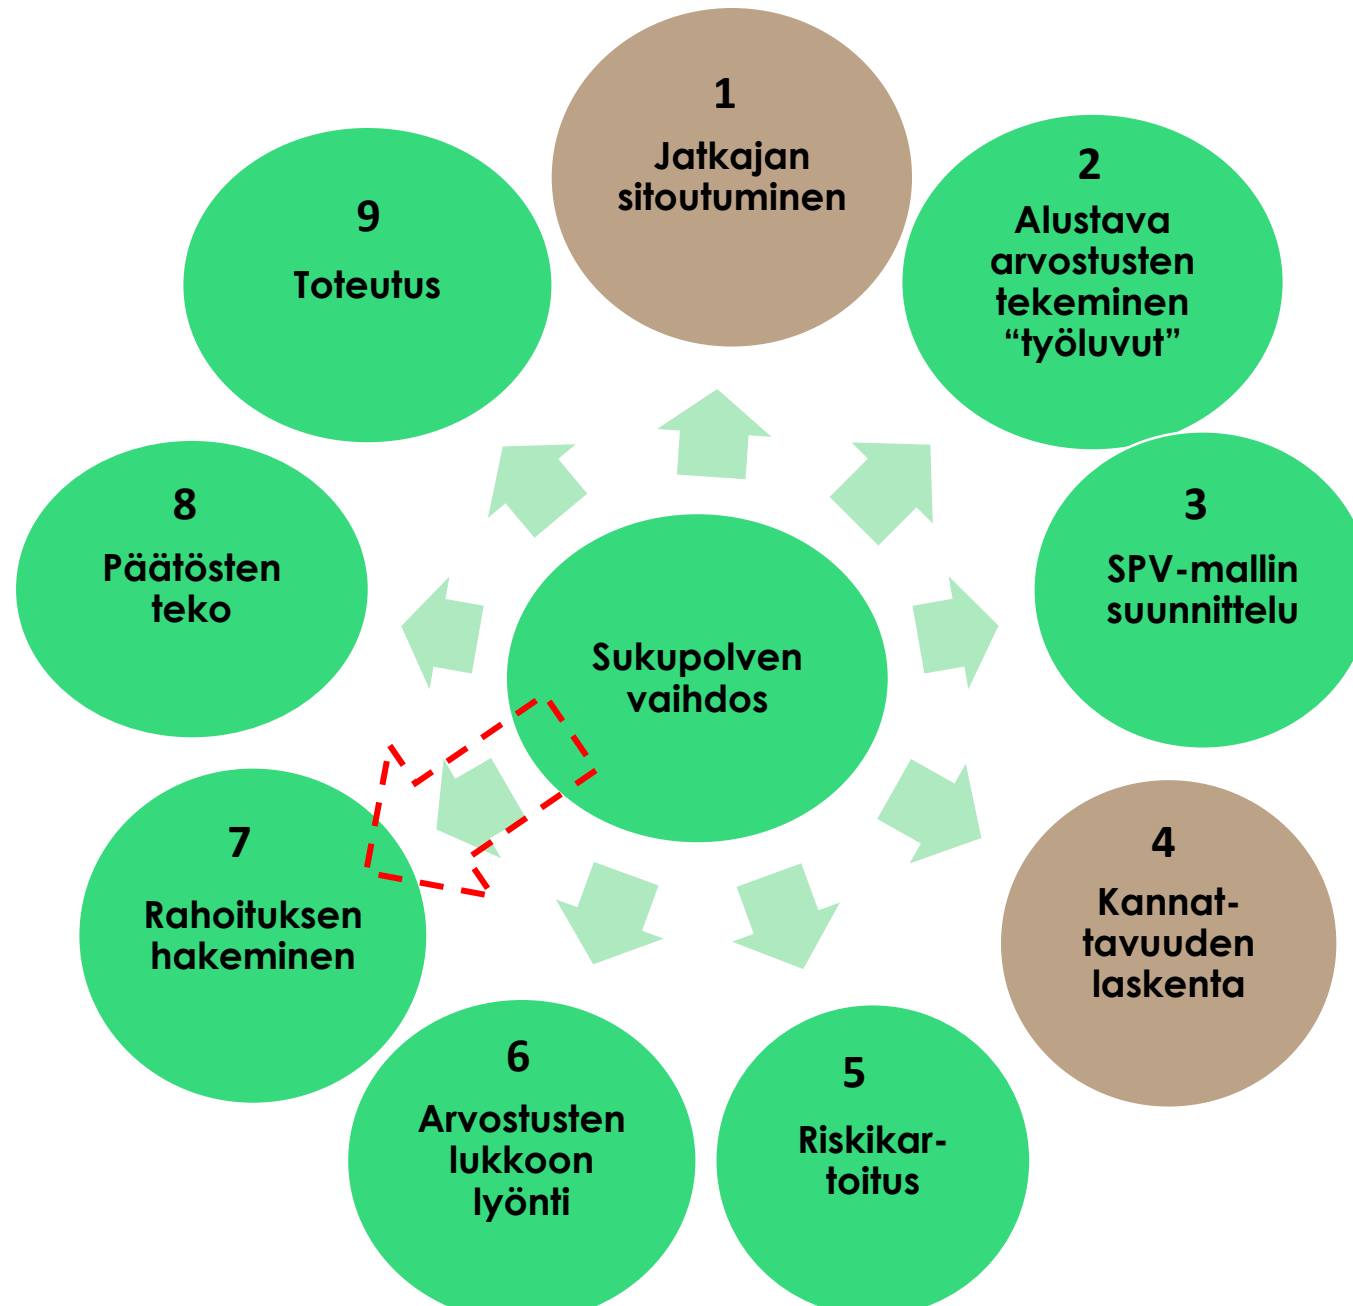 1
Jatkajan
sitoutuminen
2
Alustava
arvostusten
tekeminen
“työluvut”
3
SPV-mallin
suunnittelu
4
Kannat-
tavuuden
laskenta
5
Riskikar-
toitus
6
Arvostusten
lukkoon
lyönti
7
Rahoituksen
hakeminen
8
Päätösten
teko
9
Toteutus
Sukupolven
vaihdos